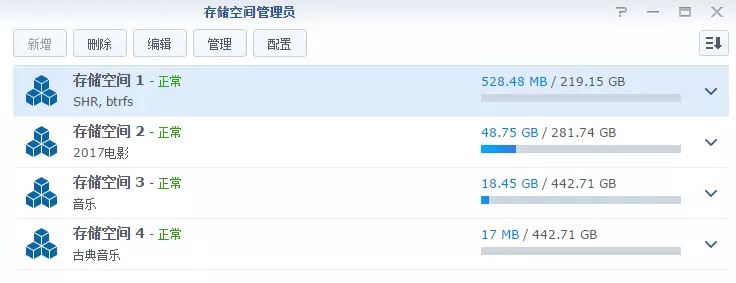 存储空间管理员
新增 删除 编辑 管理 配置
存储空间 1 - 正常 528.48 MB / 219.15 GB
SHR, btrfs
存储空间 2 - 正常 48.75 GB / 281.74 GB
2017电影
存储空间 3 - 正常 18.45 GB / 442.71 GB
音乐
存储空间 4 - 正常 17 MB / 442.71 GB
古典音乐